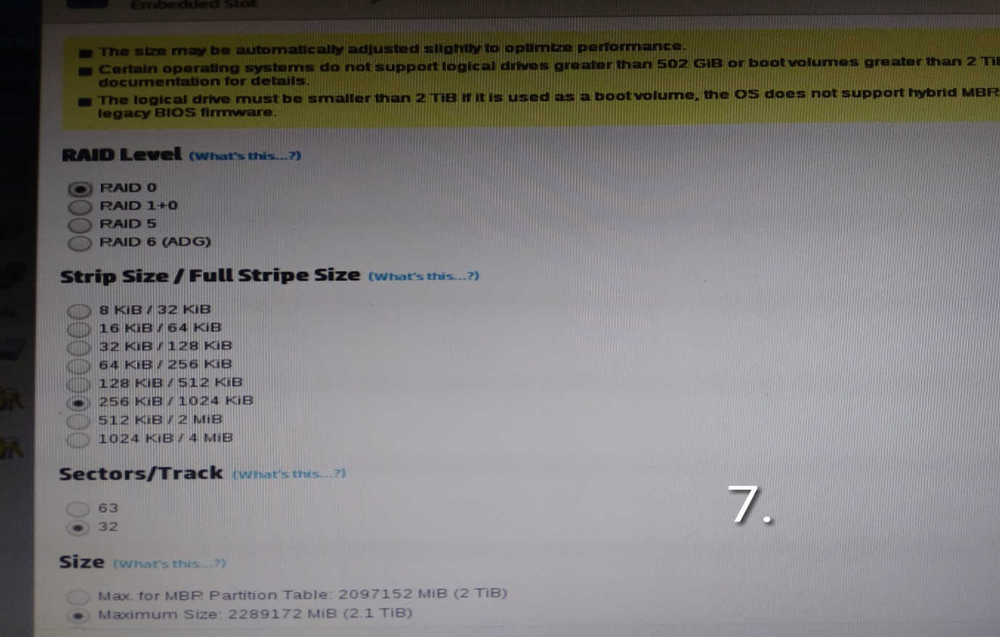 Embedded Slot
The size may be automatically adjusted slightly to optimize performance.
Certain operating systems do not support logical drives greater than 502 GiB or boot volumes greater than 2 TiB
documentation for details.
The logical drive must be smaller than 2 TiB if it is used as a boot volume, the OS does not support hybrid MBR
legacy BIOS firmware.
RAID Level (What's this...?)
RAID 0
RAID 1+0
RAID 5
RAID 6 (ADG)
Strip Size / Full Stripe Size (What's this...?)
8 KiB / 32 KiB
16 KiB / 64 KiB
32 KiB / 128 KiB
64 KiB / 256 KiB
128 KiB / 512 KiB
256 KiB / 1024 KiB
512 KiB / 2 MiB
1024 KiB / 4 MiB
Sectors/Track (What's this...?)
63
32
7.
Size (What's this...?)
Max. for MBR Partition Table: 2097152 MiB (2 TiB)
Maximum Size: 2289172 MiB (2.1 TiB)